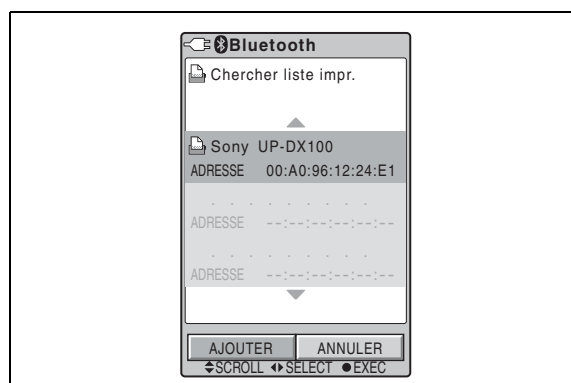 Bluetooth
Chercher liste impr.
Sony UP-DX100
ADRESSE 00:A0:96:12:24:E1
. . . . . . . . .
ADRESSE --:--:--:--:--:--
. . . . . . . . .
ADRESSE --:--:--:--:--:--
AJOUTER ANNULER
SCROLL SELECT EXEC